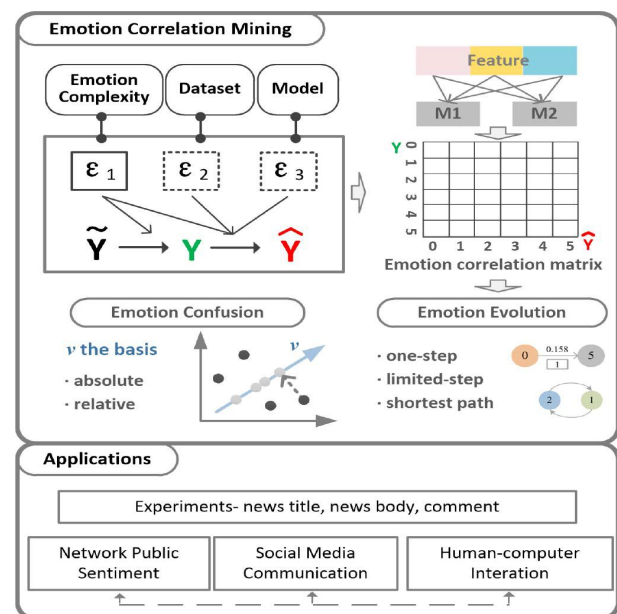 Emotion Correlation Mining
Emotion Complexity
Dataset
Model
ε 1
ε 2
ε 3
Ỹ
Y
Ŷ
Feature
M1
M2
Y
0
1
2
3
4
5
0 1 2 3 4 5 Ŷ
Emotion correlation matrix
Emotion Confusion
v the basis
· absolute
· relative
v
Emotion Evolution
· one-step
· limited-step
· shortest path
0
0.158
1
5
2
1
Applications
Experiments- news title, news body, comment
Network Public
Sentiment
Social Media
Communication
Human-computer
Interation